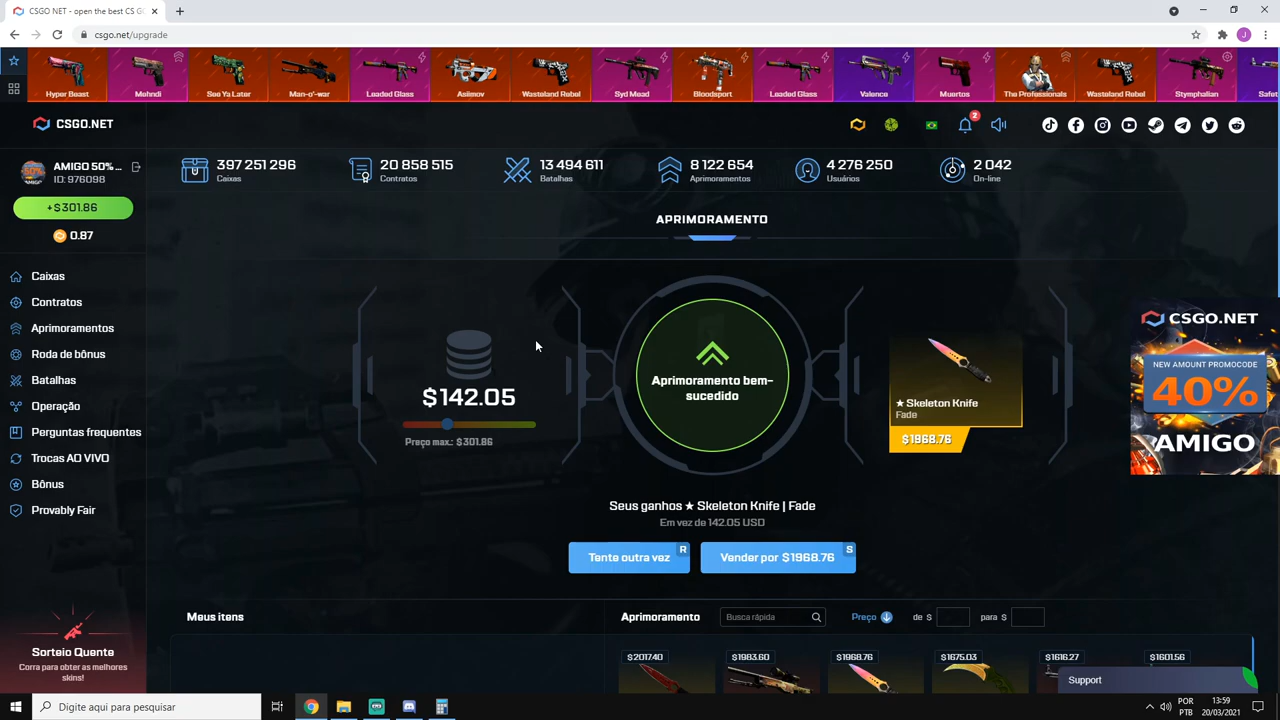 CSGO NET - open the best CS GO
csgo.net/upgrade
J
Hyper Beast
Mehndi
See Ya Later
Man-o'-war
Leaded Glass
Asiimov
Wasteland Rebel
Syd Mead
Bloodsport
Leaded Glass
Valence
Muertos
The Professionals
Wasteland Rebel
Stymphalian
Safet
CSGO.NET
2
AMIGO 50% ...
ID: 976098
+$301.86
0.87
397 251 296
Caixas
20 858 515
Contratos
13 494 611
Batalhas
8 122 654
Aprimoramentos
4 276 250
Usuários
2 042
On-line
Caixas
Contratos
Aprimoramentos
Roda de bônus
Batalhas
Operação
Perguntas frequentes
Trocas AO VIVO
Bônus
Provably Fair
Sorteio Quente
Corra para obter as melhores
skins!
APRIMORAMENTO
$142.05
Preço max.: $301.86
Aprimoramento bem-
sucedido
★ Skeleton Knife
Fade
$1968.76
Seus ganhos ★ Skeleton Knife | Fade
Em vez de 142.05 USD
Tente outra vez R
Vender por $1968.76 S
CSGO.NET
NEW AMOUNT PROMOCODE
40%
AMIGO
Meus itens
Aprimoramento
Busca rápida
Preço
de $
para $
$2017.40
$1983.60
$1968.76
$1675.03
$1616.27
$1601.56
Support
Digite aqui para pesquisar
POR
PTB
13:59
20/03/2021